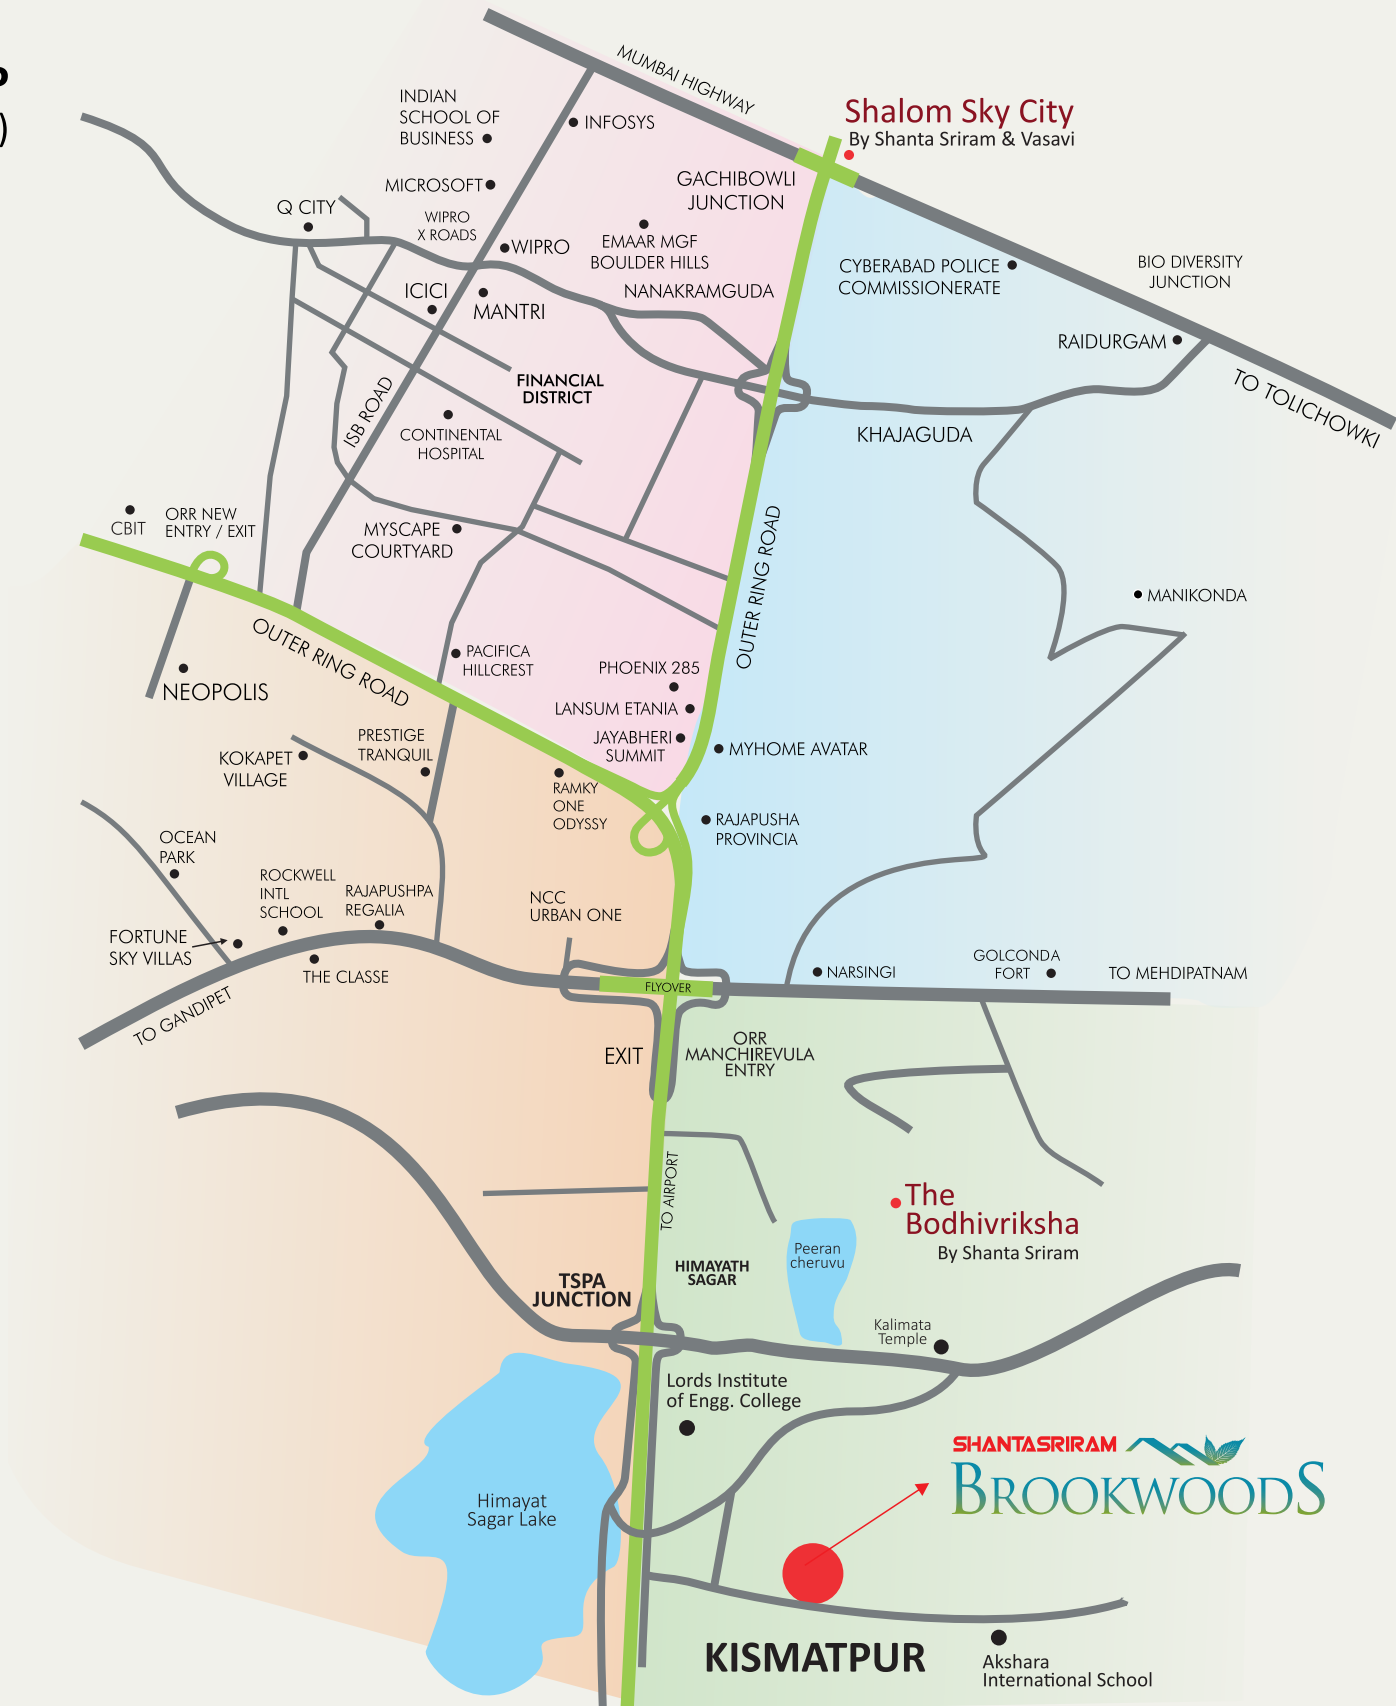 P
)
MUMBAI HIGHWAY
INDIAN
SCHOOL OF
BUSINESS
INFOSYS
Shalom Sky City
By Shanta Sriram & Vasavi
GACHIBOWLI
JUNCTION
MICROSOFT
Q CITY
WIPRO
X ROADS
WIPRO
EMAAR MGF
BOULDER HILLS
CYBERABAD POLICE
COMMISSIONERATE
BIO DIVERSITY
JUNCTION
ICICI
MANTRI
NANAKRAMGUDA
RAIDURGAM
TO TOLICHOWKI
FINANCIAL
DISTRICT
ISB ROAD
CONTINENTAL
HOSPITAL
KHAJAGUDA
CBIT
ORR NEW
ENTRY / EXIT
MYSCAPE
COURTYARD
OUTER RING ROAD
MANIKONDA
OUTER RING ROAD
PACIFICA
HILLCREST
PHOENIX 285
NEOPOLIS
LANSUM ETANIA
JAYABHERI
SUMMIT
MYHOME AVATAR
PRESTIGE
TRANQUIL
KOKAPET
VILLAGE
RAMKY
ONE
ODYSSY
RAJAPUSHA
PROVINCIA
OCEAN
PARK
ROCKWELL
INTL
SCHOOL
RAJAPUSHPA
REGALIA
NCC
URBAN ONE
FORTUNE
SKY VILLAS
THE CLASSE
NARSINGI
GOLCONDA
FORT
TO MEHDIPATNAM
FLYOVER
TO GANDIPET
EXIT
ORR
MANCHIREVULA
ENTRY
TO AIRPORT
The
Bodhivriksha
By Shanta Sriram
Peeran
cheruvu
HIMAYATH
SAGAR
TSPA
JUNCTION
Kalimata
Temple
Lords Institute
of Engg. College
SHANTASRIRAM
BROOKWOODS
Himayat
Sagar Lake
KISMATPUR
Akshara
International School